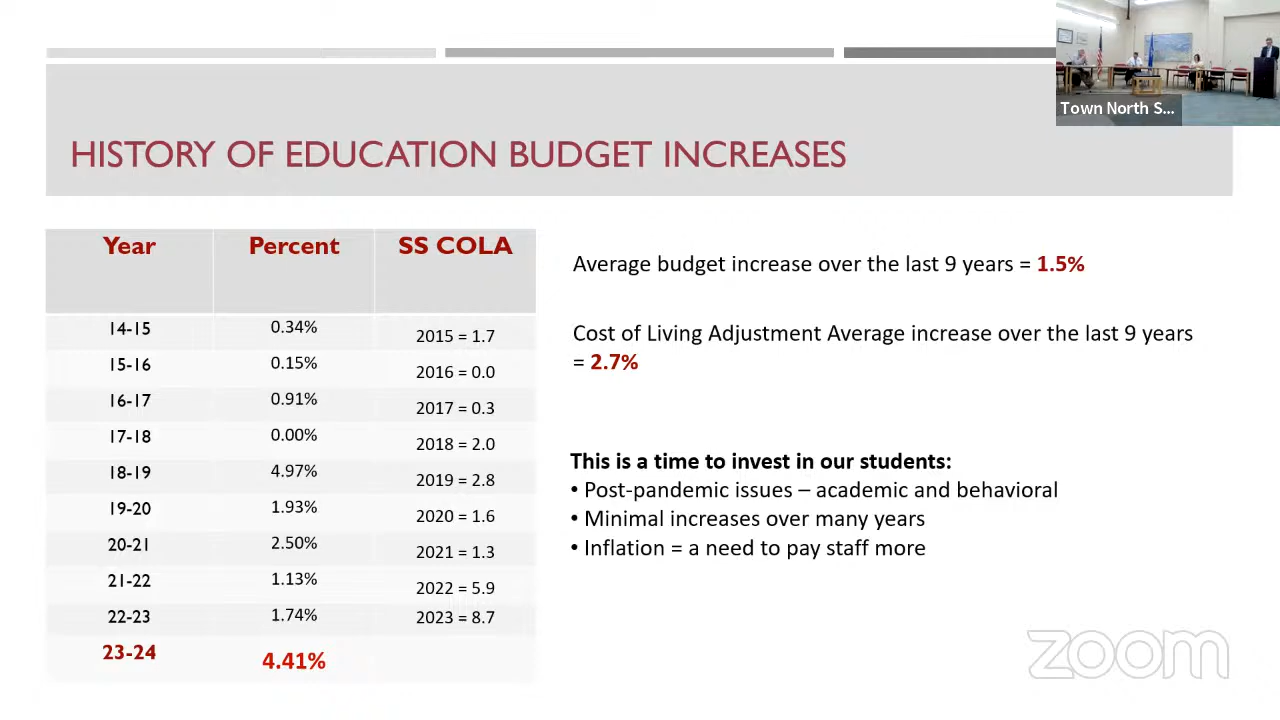 Town North S...
HISTORY OF EDUCATION BUDGET INCREASES
Year Percent SS COLA
14-15 0.34% 2015 = 1.7
15-16 0.15% 2016 = 0.0
16-17 0.91% 2017 = 0.3
17-18 0.00% 2018 = 2.0
18-19 4.97% 2019 = 2.8
19-20 1.93% 2020 = 1.6
20-21 2.50% 2021 = 1.3
21-22 1.13% 2022 = 5.9
22-23 1.74% 2023 = 8.7
23-24 4.41%
Average budget increase over the last 9 years = 1.5%
Cost of Living Adjustment Average increase over the last 9 years
= 2.7%
This is a time to invest in our students:
• Post-pandemic issues – academic and behavioral
• Minimal increases over many years
• Inflation = a need to pay staff more
zoom